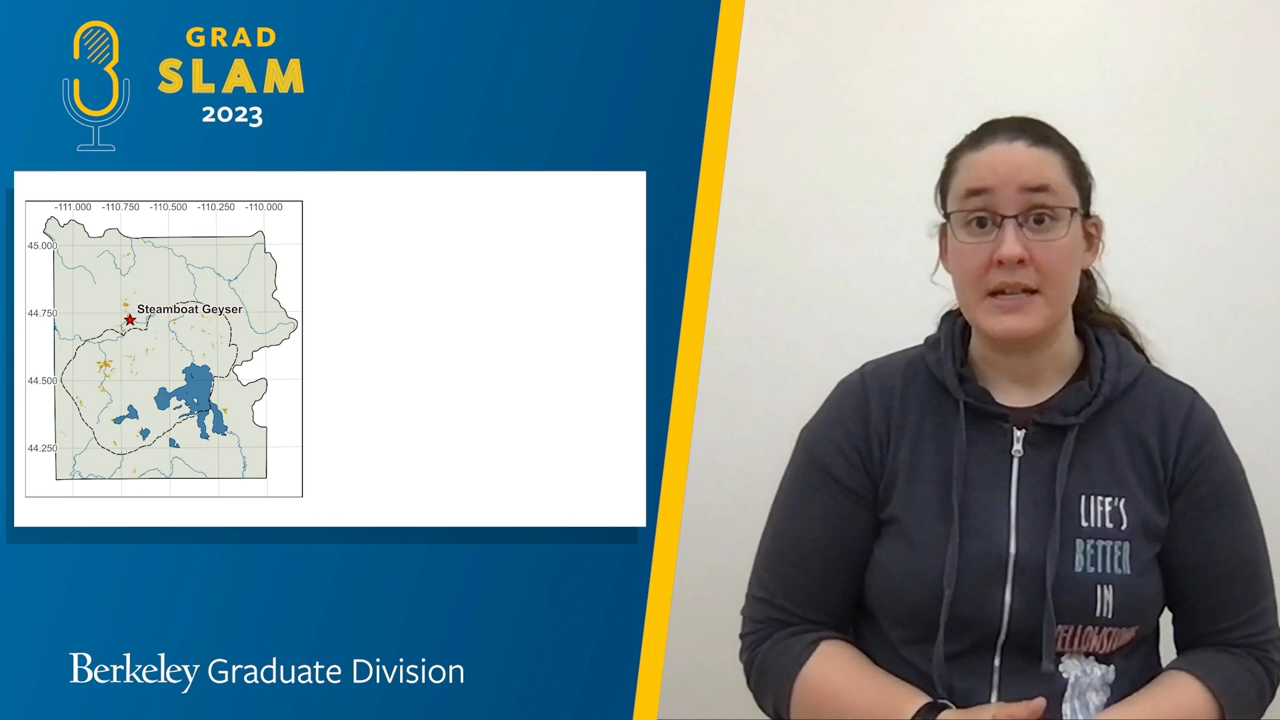 GRAD
SLAM
2023
-111.000 -110.750 -110.500 -110.250 -110.000
45.000
Steamboat Geyser
44.750
44.500
44.250
Berkeley Graduate Division
LIFE'S
BETTER
IN
YELLOWSTONE